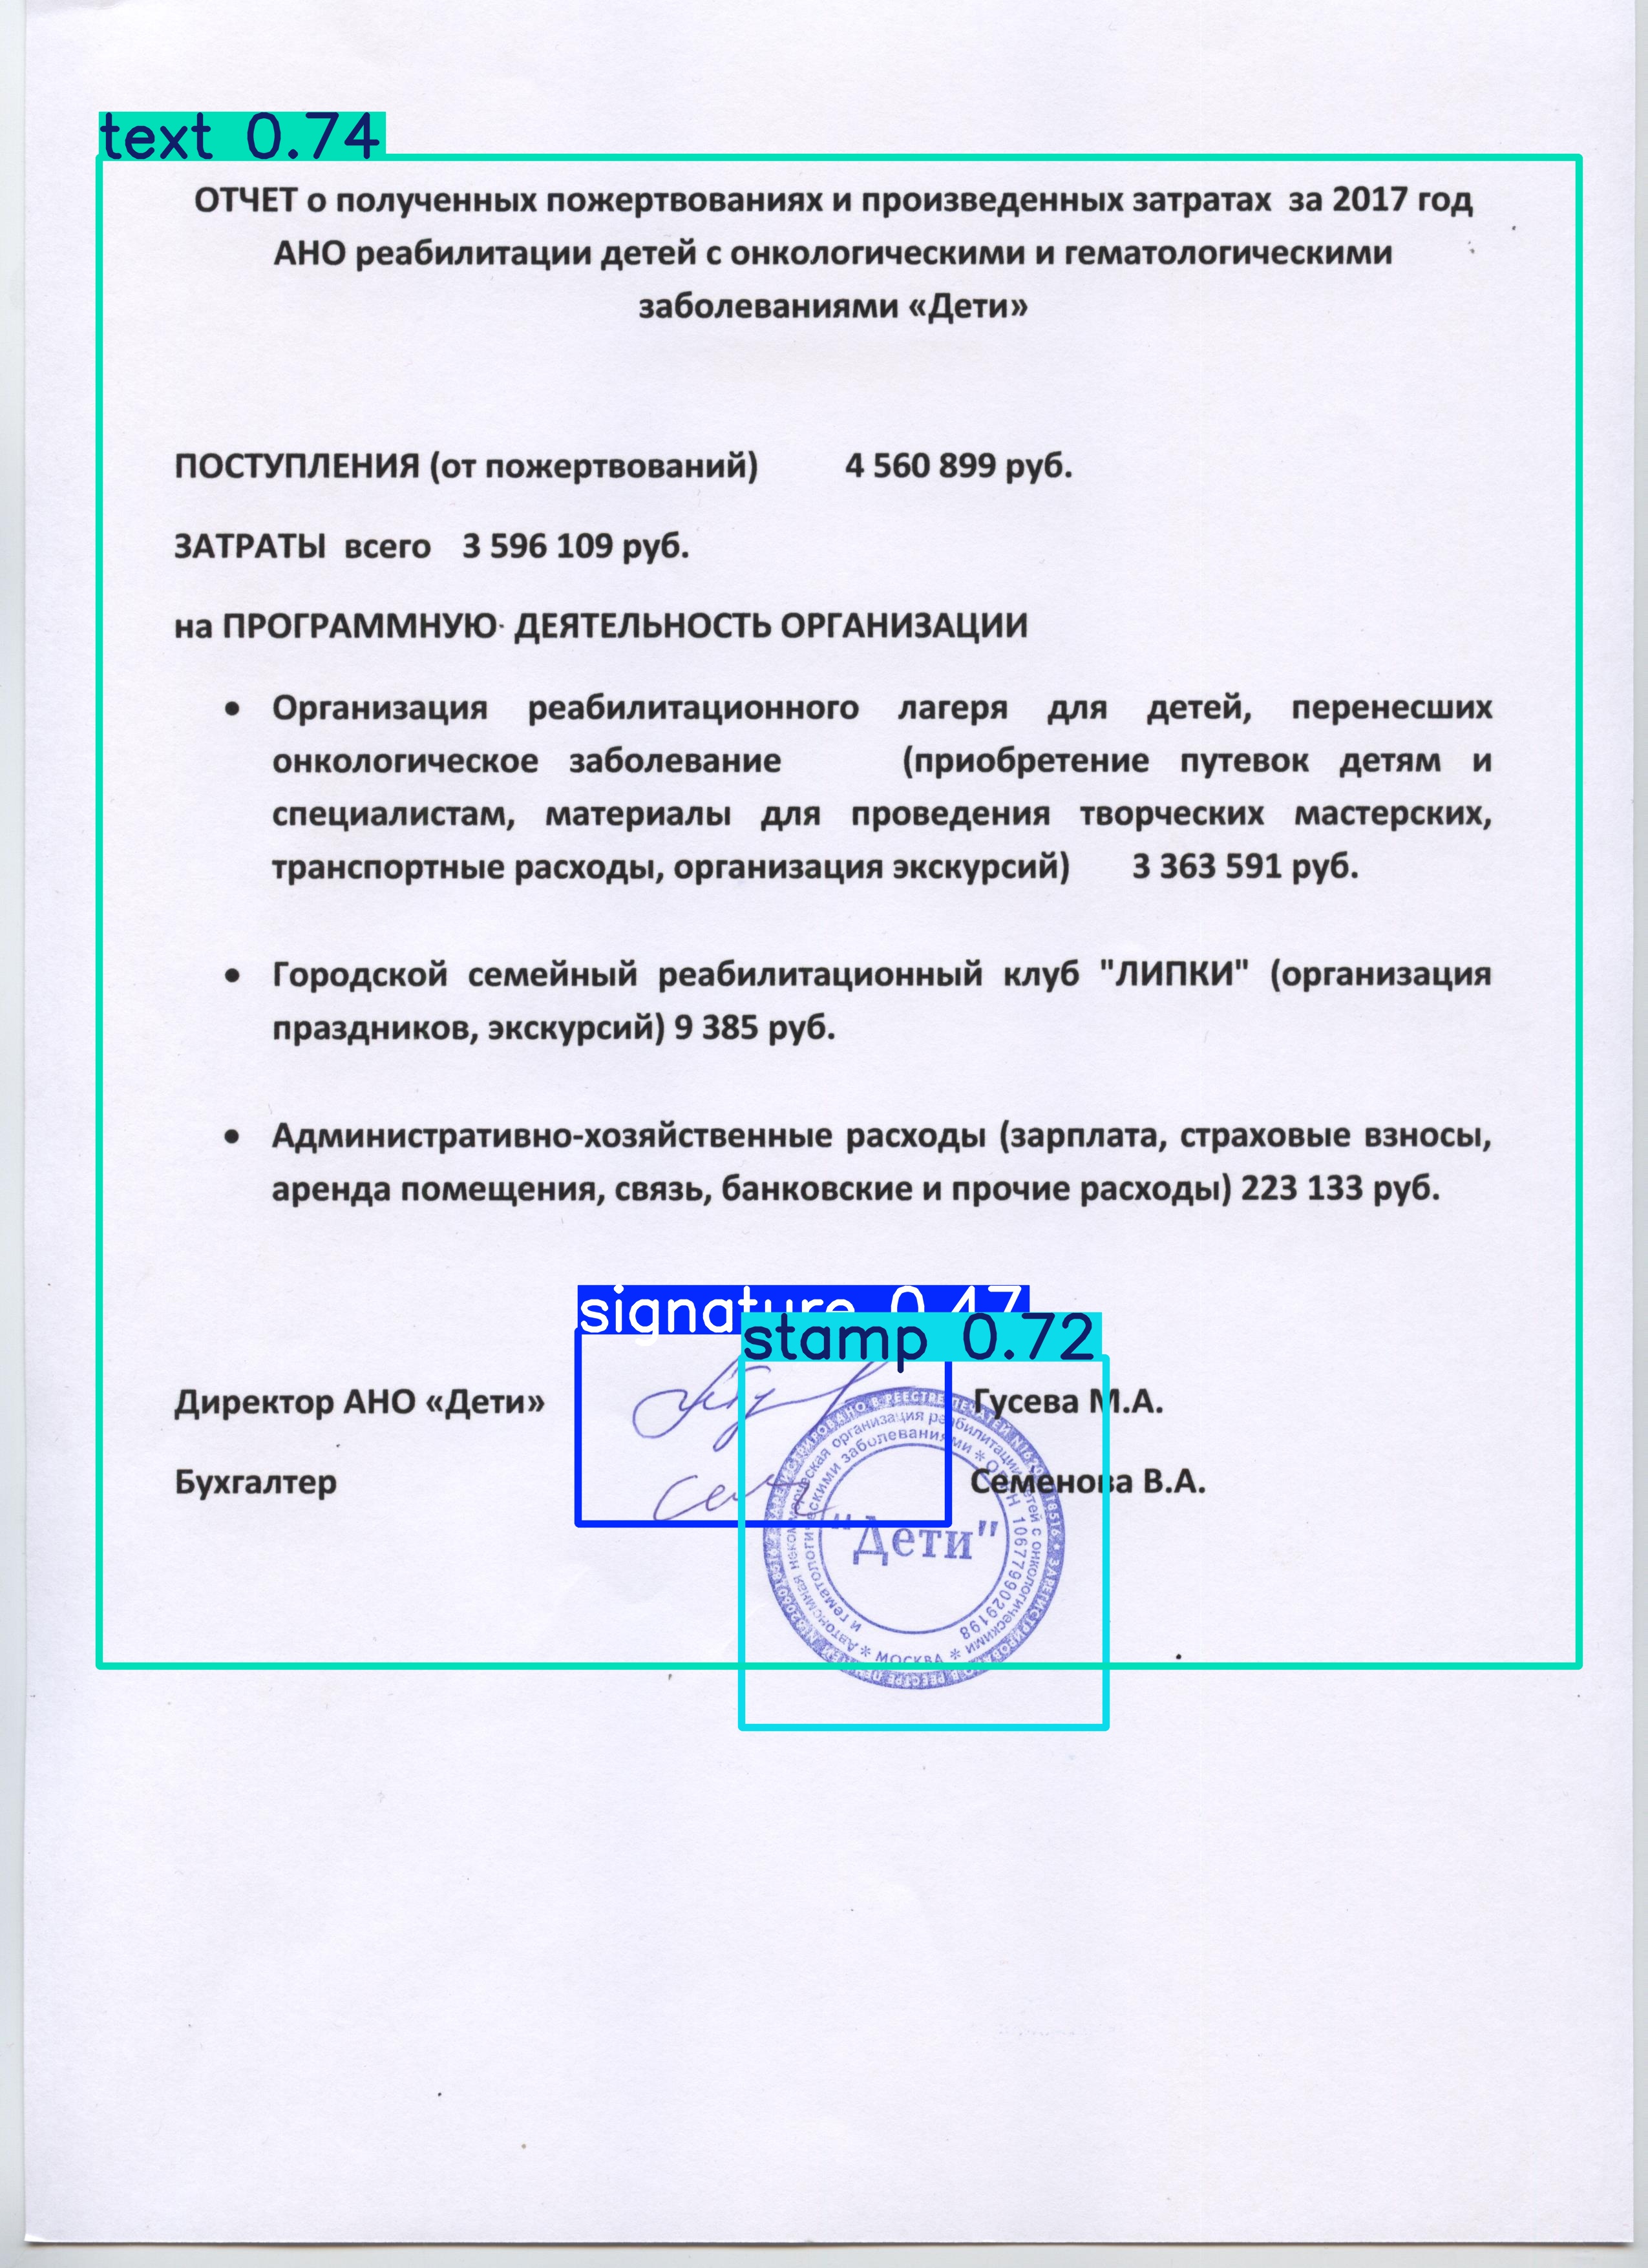 text 0.74
ОТЧЕТ о полученных пожертвованиях и произведенных затратах за 2017 год
АНО реабилитации детей с онкологическими и гематологическими
заболеваниями «Дети»
ПОСТУПЛЕНИЯ (от пожертвований) 4 560 899 руб.
ЗАТРАТЫ всего 3 596 109 руб.
на ПРОГРАММНУЮ ДЕЯТЕЛЬНОСТЬ ОРГАНИЗАЦИИ
• Организация реабилитационного лагеря для детей, перенесших
онкологическое заболевание (приобретение путевок детям и
специалистам, материалы для проведения творческих мастерских,
транспортные расходы, организация экскурсий) 3 363 591 руб.
• Городской семейный реабилитационный клуб "ЛИПКИ" (организация
праздников, экскурсий) 9 385 руб.
• Административно-хозяйственные расходы (зарплата, страховые взносы,
аренда помещения, связь, банковские и прочие расходы) 223 133 руб.
signature 0.47
stamp 0.72
Директор АНО «Дети» Гусева М.А.
Бухгалтер Семенова В.А.
"Дети"
Автономная некоммерческая организация реабилитации детей с онкологическими
и гематологическими заболеваниями * ОГРН 1067799029198
* МОСКВА *